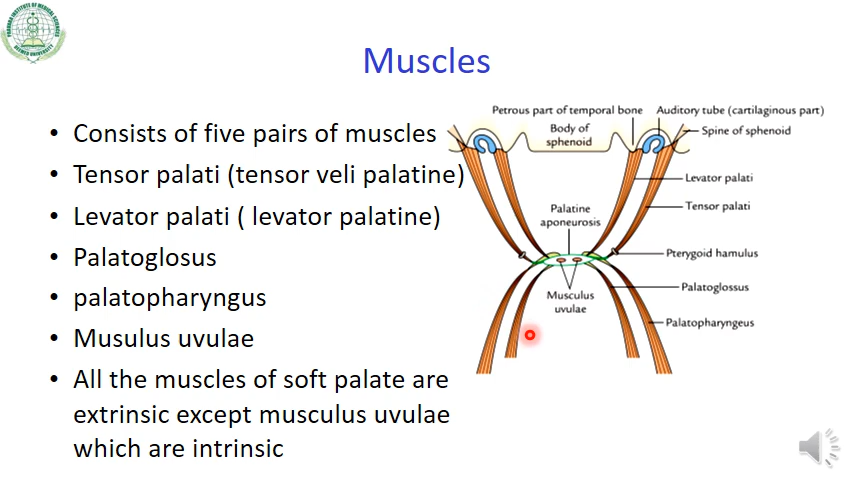 Muscles
• Consists of five pairs of muscles
• Tensor palati (tensor veli palatine)
• Levator palati ( levator palatine)
• Palatoglosus
• palatopharyngus
• Musulus uvulae
• All the muscles of soft palate are
extrinsic except musculus uvulae
which are intrinsic
Petrous part of temporal bone
Auditory tube (cartilaginous part)
Body of
sphenoid
Spine of sphenoid
Levator palati
Tensor palati
Palatine
aponeurosis
Pterygoid hamulus
Musculus
uvulae
Palatoglossus
Palatopharyngeus